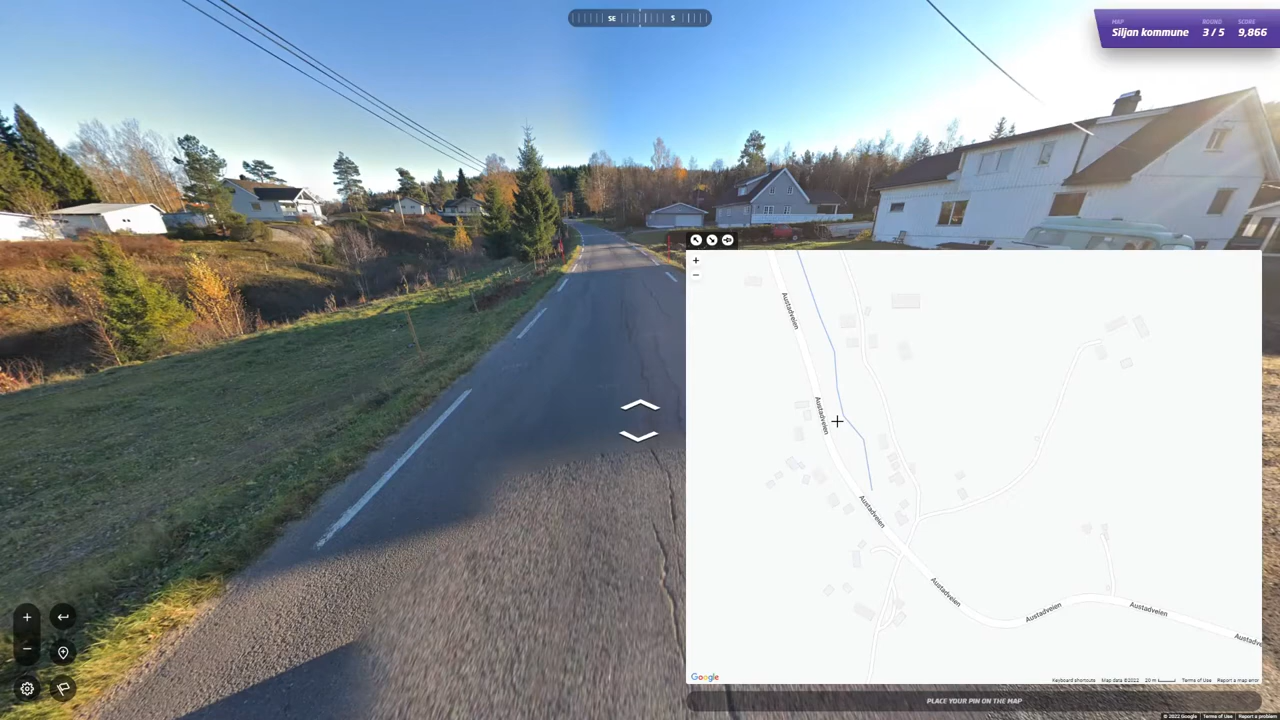 SE
S
MAP
Siljan kommune
ROUND
3 / 5
SCORE
9,866
+
−
Austadveien
Austadveien
Austadveien
Austadveien
Austadveien
Austadveien
Austadv
Google
Keyboard shortcuts
Map data ©2022
20 m
Terms of Use
Report a map error
PLACE YOUR PIN ON THE MAP
+
−
© 2022 Google
Terms of Use
Report a problem